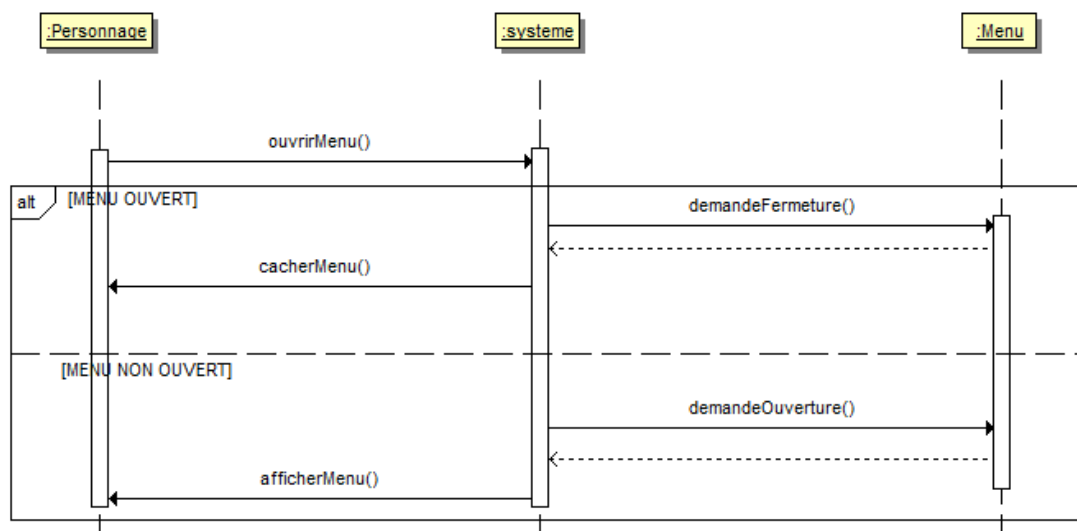 :Personnage
:systeme
:Menu
ouvrirMenu()
alt
[MENU OUVERT]
demandeFermeture()
cacherMenu()
[MENU NON OUVERT]
demandeOuverture()
afficherMenu()